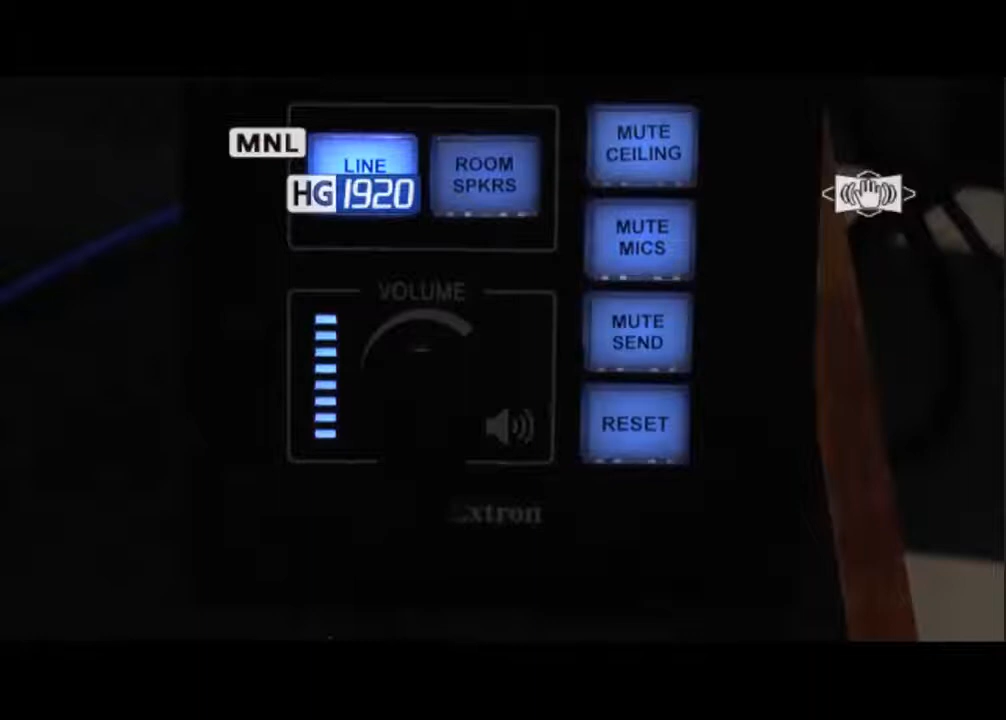 MNL
LINE
HG 1920
ROOM
SPKRS
MUTE
CEILING
MUTE
MICS
VOLUME
MUTE
SEND
RESET
Extron